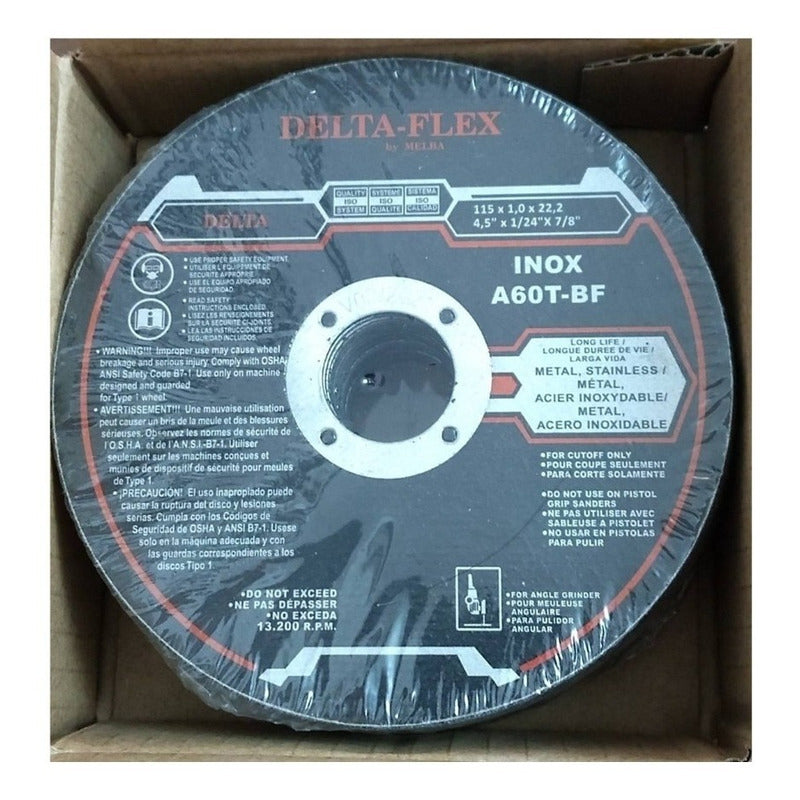 DELTA-FLEX
by MELBA
DELTA
QUALITY
ISO
SYSTEM
SYSTEME
ISO
QUALITE
SISTEMA
ISO
CALIDAD
115 x 1,0 x 22,2
4,5" x 1/24"X 7/8"
INOX
A60T-BF
• USE PROPER SAFETY EQUIPMENT
• UTILISER L'EQUIPEMENT DE
SECURITE APPROPRIE
• USE EL EQUIPO APROPIADO
DE SEGURIDAD.
• READ SAFETY
INSTRUCTIONS ENCLOSED
• LISEZ LES RENSEIGNEMENTS
SUR LA SECURITE CI-JOINTS
• LEA LAS INSTRUCCIONES DE
SEGURIDAD INCLUIDAS.
• WARNING!!! Improper use may cause wheel
breakage and serious injury. Comply with OSHA/
ANSI Safety Code B7-1. Use only on machine
designed and guarded
for Type 1 wheel.
• AVERTISSEMENT!!! Une mauvaise utilisation
peut causer un bris de la meule et des blessures
sérieuses. Observez les normes de sécurité de
l'O.S.H.A. et de l'A.N.S.I.-B7-1. Utiliser
seulement sur les machines conçues et
munies de dispositif de sécurité pour meules
de Type 1.
• ¡PRECAUCIÓN! El uso inapropiado puede
causar la ruptura del disco y lesiones
serias. Cumpla con los Codigos de
Seguridad de OSHA y ANSI B7-1. Usese
solo en la máquina adecuada y con
las guardas correspondientes a los
discos Tipo 1.
LONG LIFE /
LONGUE DUREE DE VIE /
LARGA VIDA
METAL, STAINLESS /
MÉTAL,
ACIER INOXYDABLE/
METAL,
ACERO INOXIDABLE
•FOR CUTOFF ONLY
•POUR COUPE SEULEMENT
•PARA CORTE SOLAMENTE
•DO NOT USE ON PISTOL
GRIP SANDERS
•NE PAS UTILISER AVEC
SABLEUSE A PISTOLET
•NO USAR EN PISTOLAS
PARA PULIR
•DO NOT EXCEED
•NE PAS DÉPASSER
•NO EXCEDA
13.200 R.P.M.
•FOR ANGLE GRINDER
•POUR MEULEUSE
ANGULAIRE
•PARA PULIDOR
ANGULAR